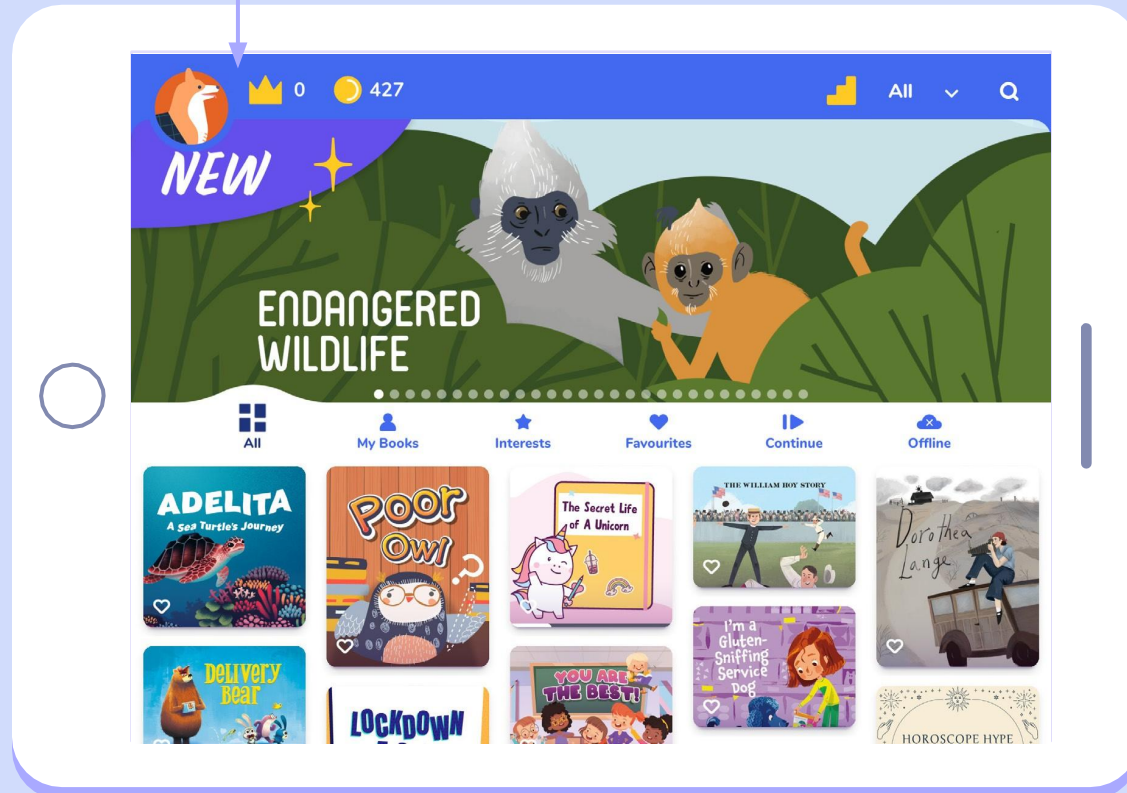 0
427
All
NEW
ENDANGERED
WILDLIFE
All
My Books
Interests
Favourites
Continue
Offline
ADELITA
A Sea Turtle's Journey
Poor
Owl
The Secret Life
of A Unicorn
THE WILLIAM HOY STORY
Dorothea
Lange
I'm a
Gluten-
Sniffing
Service
Dog
Delivery
Bear
LOCKDOWN
YOU ARE
THE BEST!
HOROSCOPE HYPE